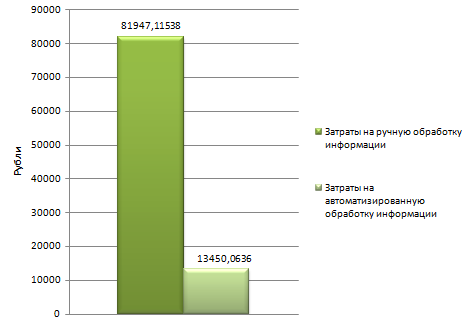 90000
80000
70000
60000
50000
40000
30000
20000
10000
0
Рубли
81947,11538
13450,0636
Затраты на ручную обработку
информации
Затраты на
автоматизированную
обработку информации